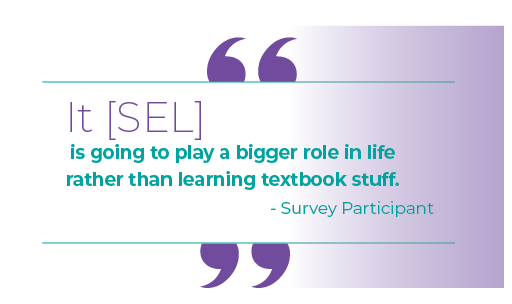 “
It [SEL]
is going to play a bigger role in life
rather than learning textbook stuff.
- Survey Participant
”